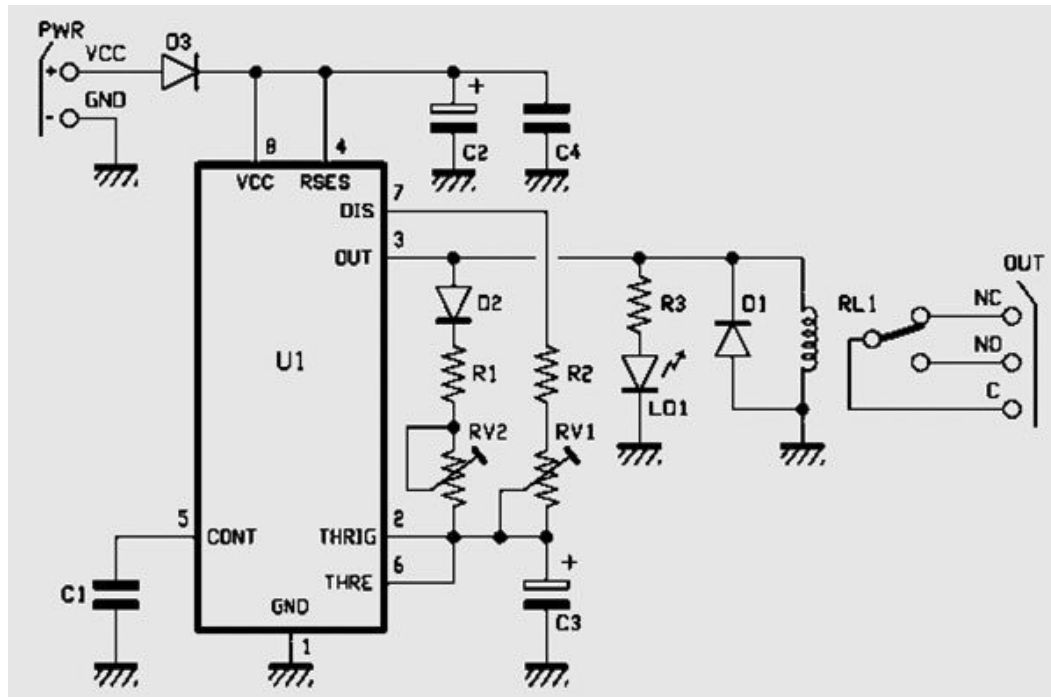 PWR
VCC
D3
+
GND
-
+
C2
C4
8
4
VCC
RSES
7
DIS
3
OUT
D2
R3
D1
RL1
OUT
NC
NO
C
U1
R1
R2
LD1
RV2
RV1
5
CONT
2
THRIG
6
THRE
+
C1
C3
GND
1